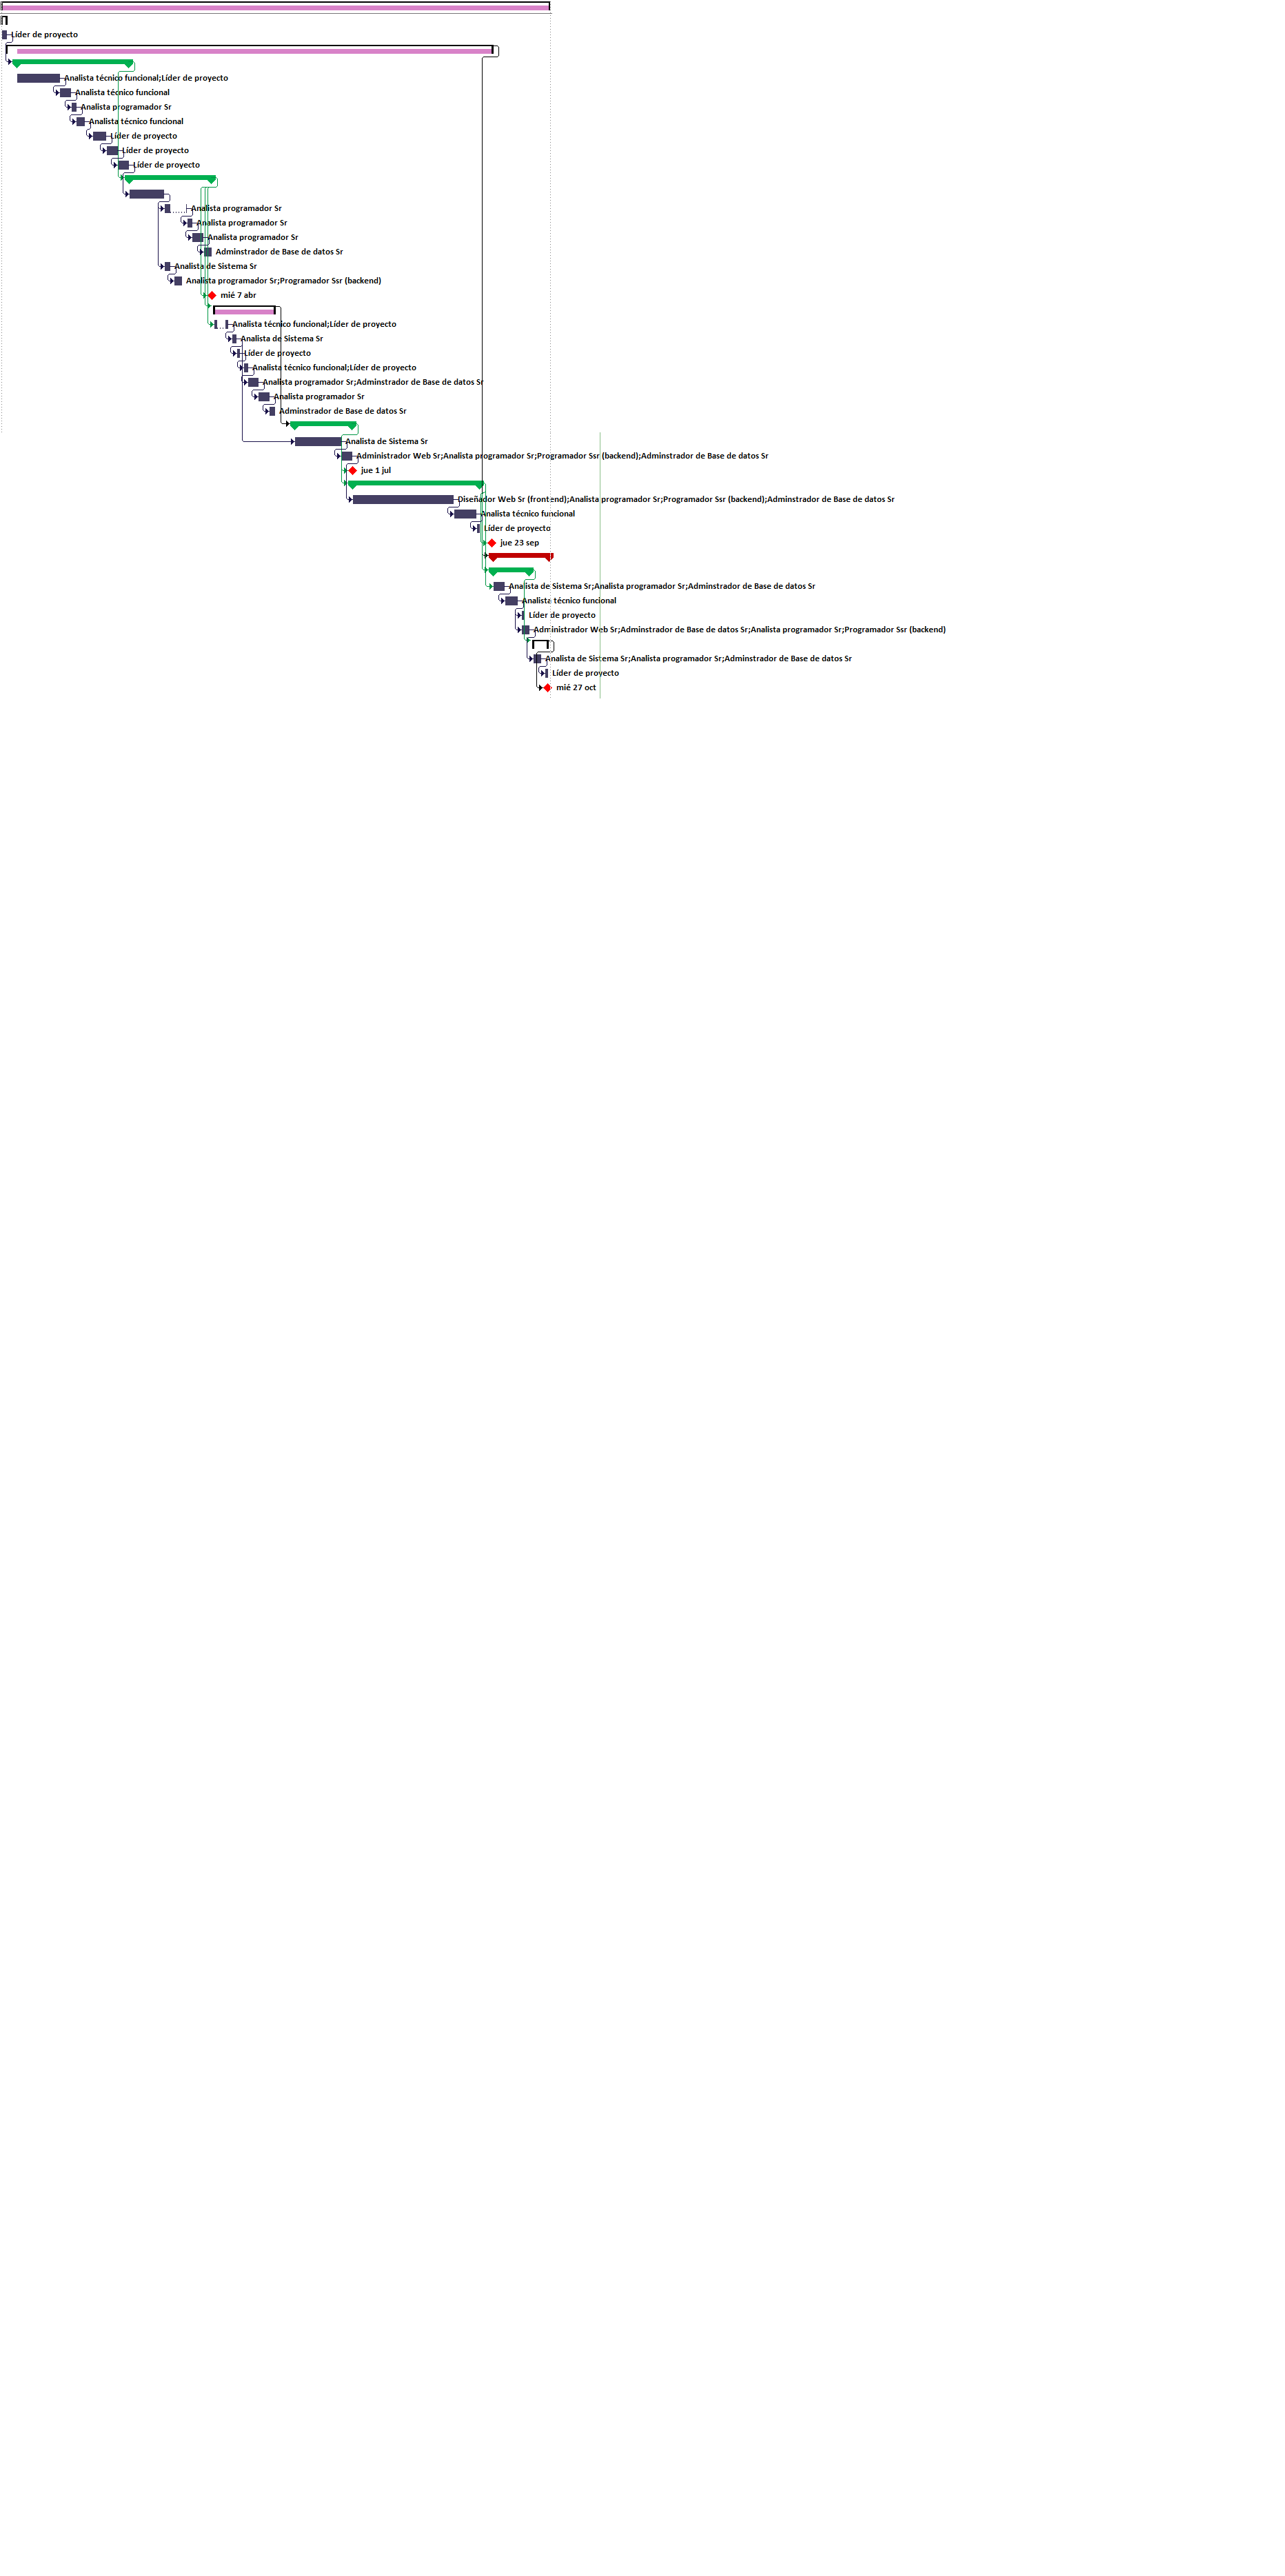 Líder de proyecto
Analista técnico funcional;Líder de proyecto
Analista técnico funcional
Analista programador Sr
Analista técnico funcional
Líder de proyecto
Líder de proyecto
Líder de proyecto
Analista programador Sr
Analista programador Sr
Analista programador Sr
Adminstrador de Base de datos Sr
Analista de Sistema Sr
Analista programador Sr;Programador Ssr (backend)
mié 7 abr
Analista técnico funcional;Líder de proyecto
Analista de Sistema Sr
Líder de proyecto
Analista técnico funcional;Líder de proyecto
Analista programador Sr;Adminstrador de Base de datos Sr
Analista programador Sr
Adminstrador de Base de datos Sr
Analista de Sistema Sr
Administrador Web Sr;Analista programador Sr;Programador Ssr (backend);Adminstrador de Base de datos Sr
jue 1 jul
Diseñador Web Sr (frontend);Analista programador Sr;Programador Ssr (backend);Adminstrador de Base de datos Sr
Analista técnico funcional
Líder de proyecto
jue 23 sep
Analista de Sistema Sr;Analista programador Sr;Adminstrador de Base de datos Sr
Analista técnico funcional
Líder de proyecto
Administrador Web Sr;Adminstrador de Base de datos Sr;Analista programador Sr;Programador Ssr (backend)
Analista de Sistema Sr;Analista programador Sr;Adminstrador de Base de datos Sr
Líder de proyecto
mié 27 oct